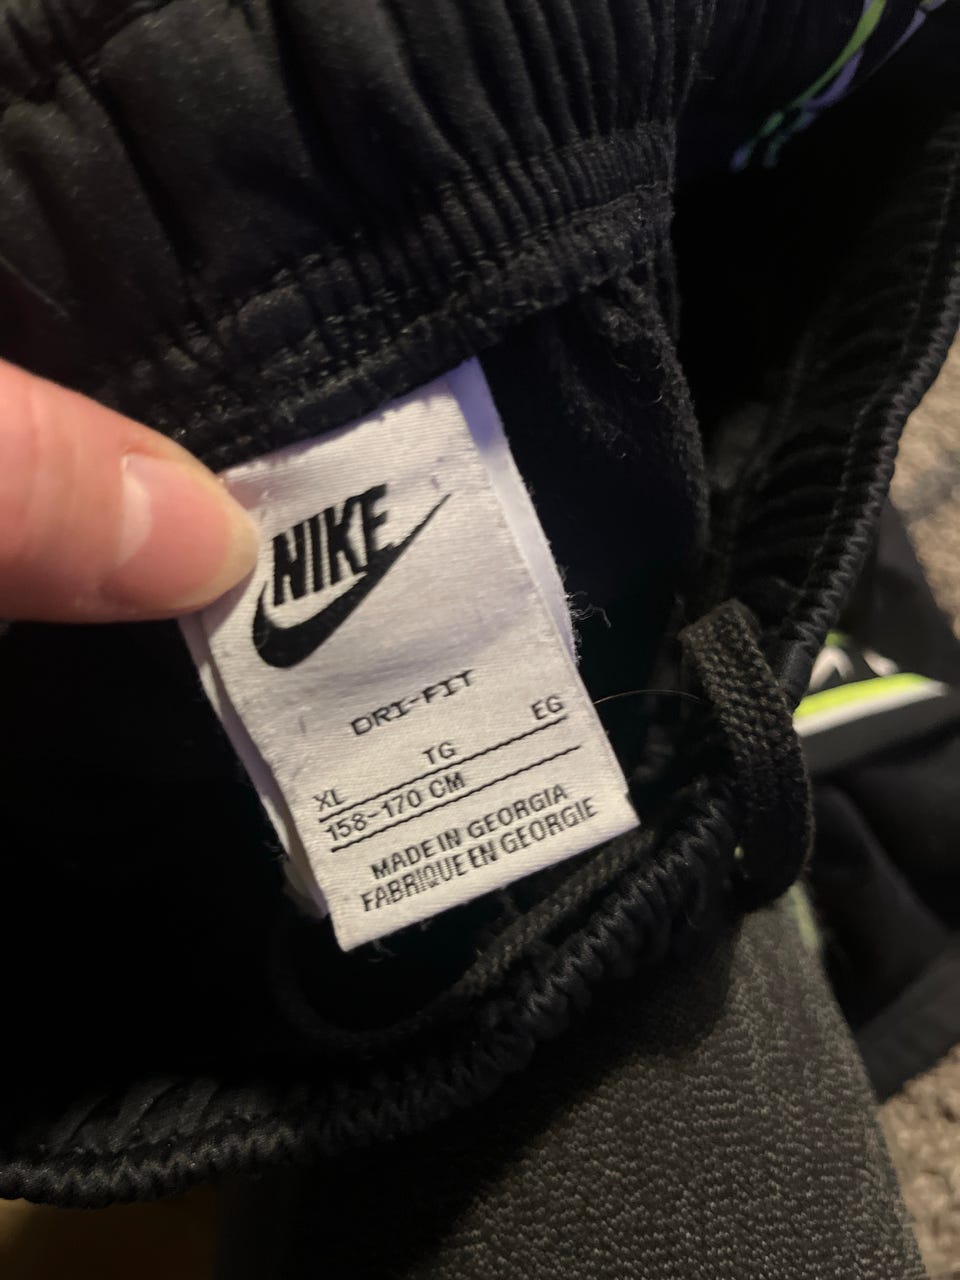 NIKE
DRI-FIT
XL TG EG
158-170 CM
MADE IN GEORGIA
FABRIQUE EN GEORGIE